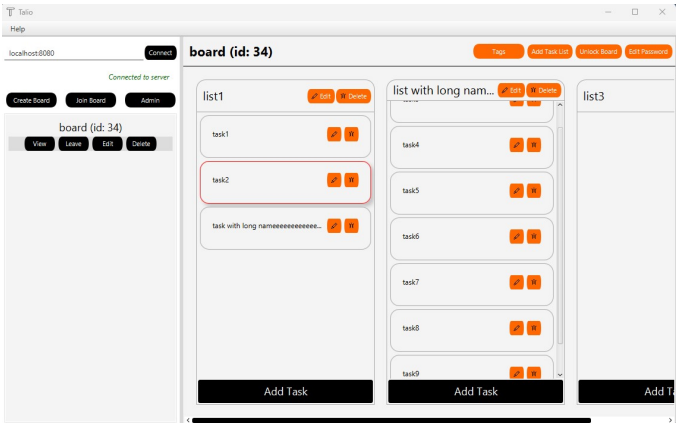 Talio
Help
localhost:8080
Connect
Connected to server
Create Board
Join Board
Admin
board (id: 34)
View
Leave
Edit
Delete
board (id: 34)
Tags
Add Task List
Unlock Board
Edit Password
list1
Edit
Delete
task1
task2
task with long nameeeeeeeeeeee...
Add Task
list with long nam...
Edit
Delete
task4
task5
task6
task7
task8
task9
Add Task
list3
Add